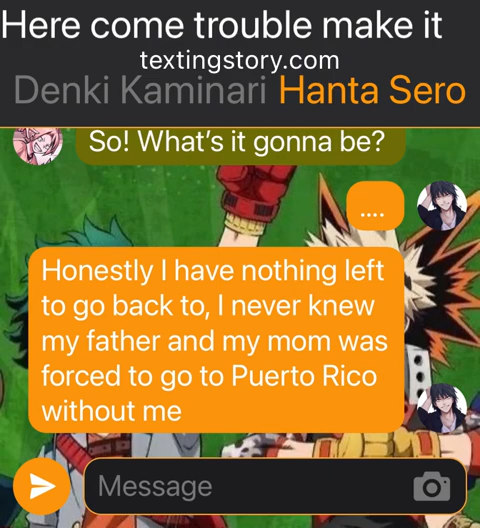 Here come trouble make it
textingstory.com
Denki Kaminari Hanta Sero
So! What's it gonna be?
....
Honestly I have nothing left
to go back to, I never knew
my father and my mom was
forced to go to Puerto Rico
without me
Message